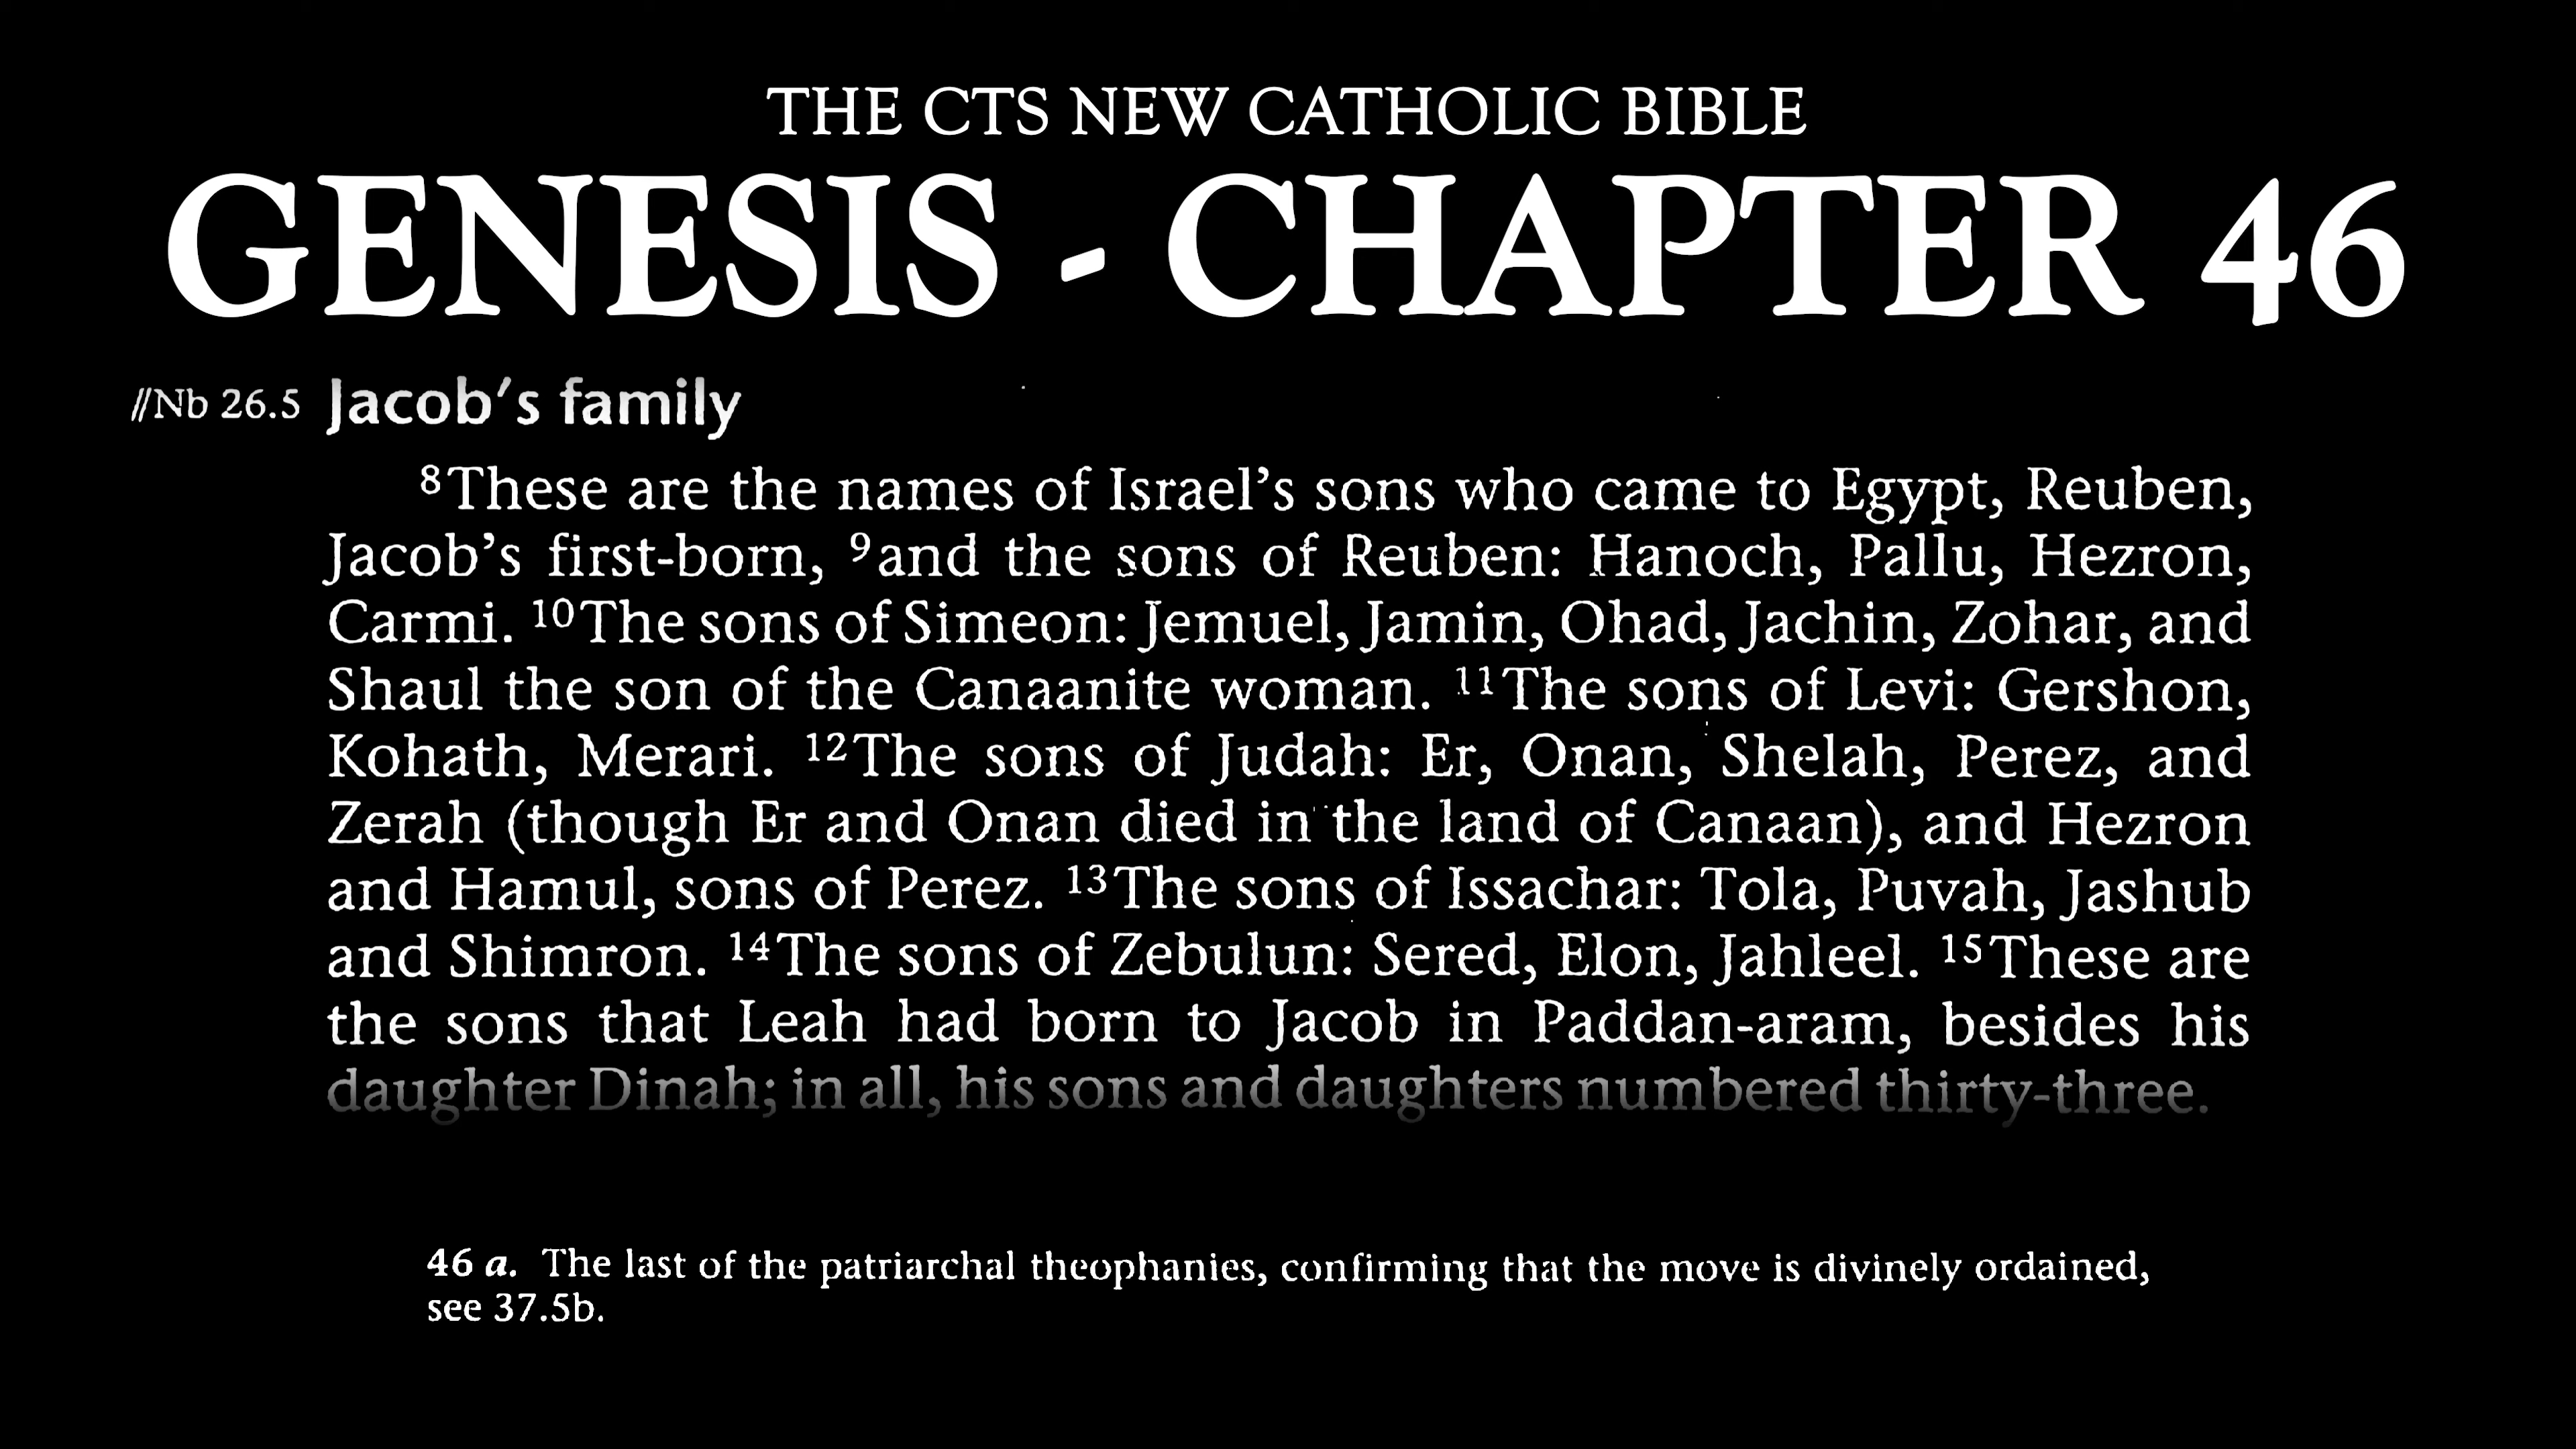 THE CTS NEW CATHOLIC BIBLE
GENESIS - CHAPTER 46
//Nb 26.5 Jacob's family
8These are the names of Israel's sons who came to Egypt, Reuben,
Jacob's first-born, 9and the sons of Reuben: Hanoch, Pallu, Hezron,
Carmi. 10The sons of Simeon: Jemuel, Jamin, Ohad, Jachin, Zohar, and
Shaul the son of the Canaanite woman. 11The sons of Levi: Gershon,
Kohath, Merari. 12The sons of Judah: Er, Onan, Shelah, Perez, and
Zerah (though Er and Onan died in the land of Canaan), and Hezron
and Hamul, sons of Perez. 13The sons of Issachar: Tola, Puvah, Jashub
and Shimron. 14The sons of Zebulun: Sered, Elon, Jahleel. 15These are
the sons that Leah had born to Jacob in Paddan-aram, besides his
daughter Dinah; in all, his sons and daughters numbered thirty-three.
46 a. The last of the patriarchal theophanies, confirming that the move is divinely ordained,
see 37.5b.